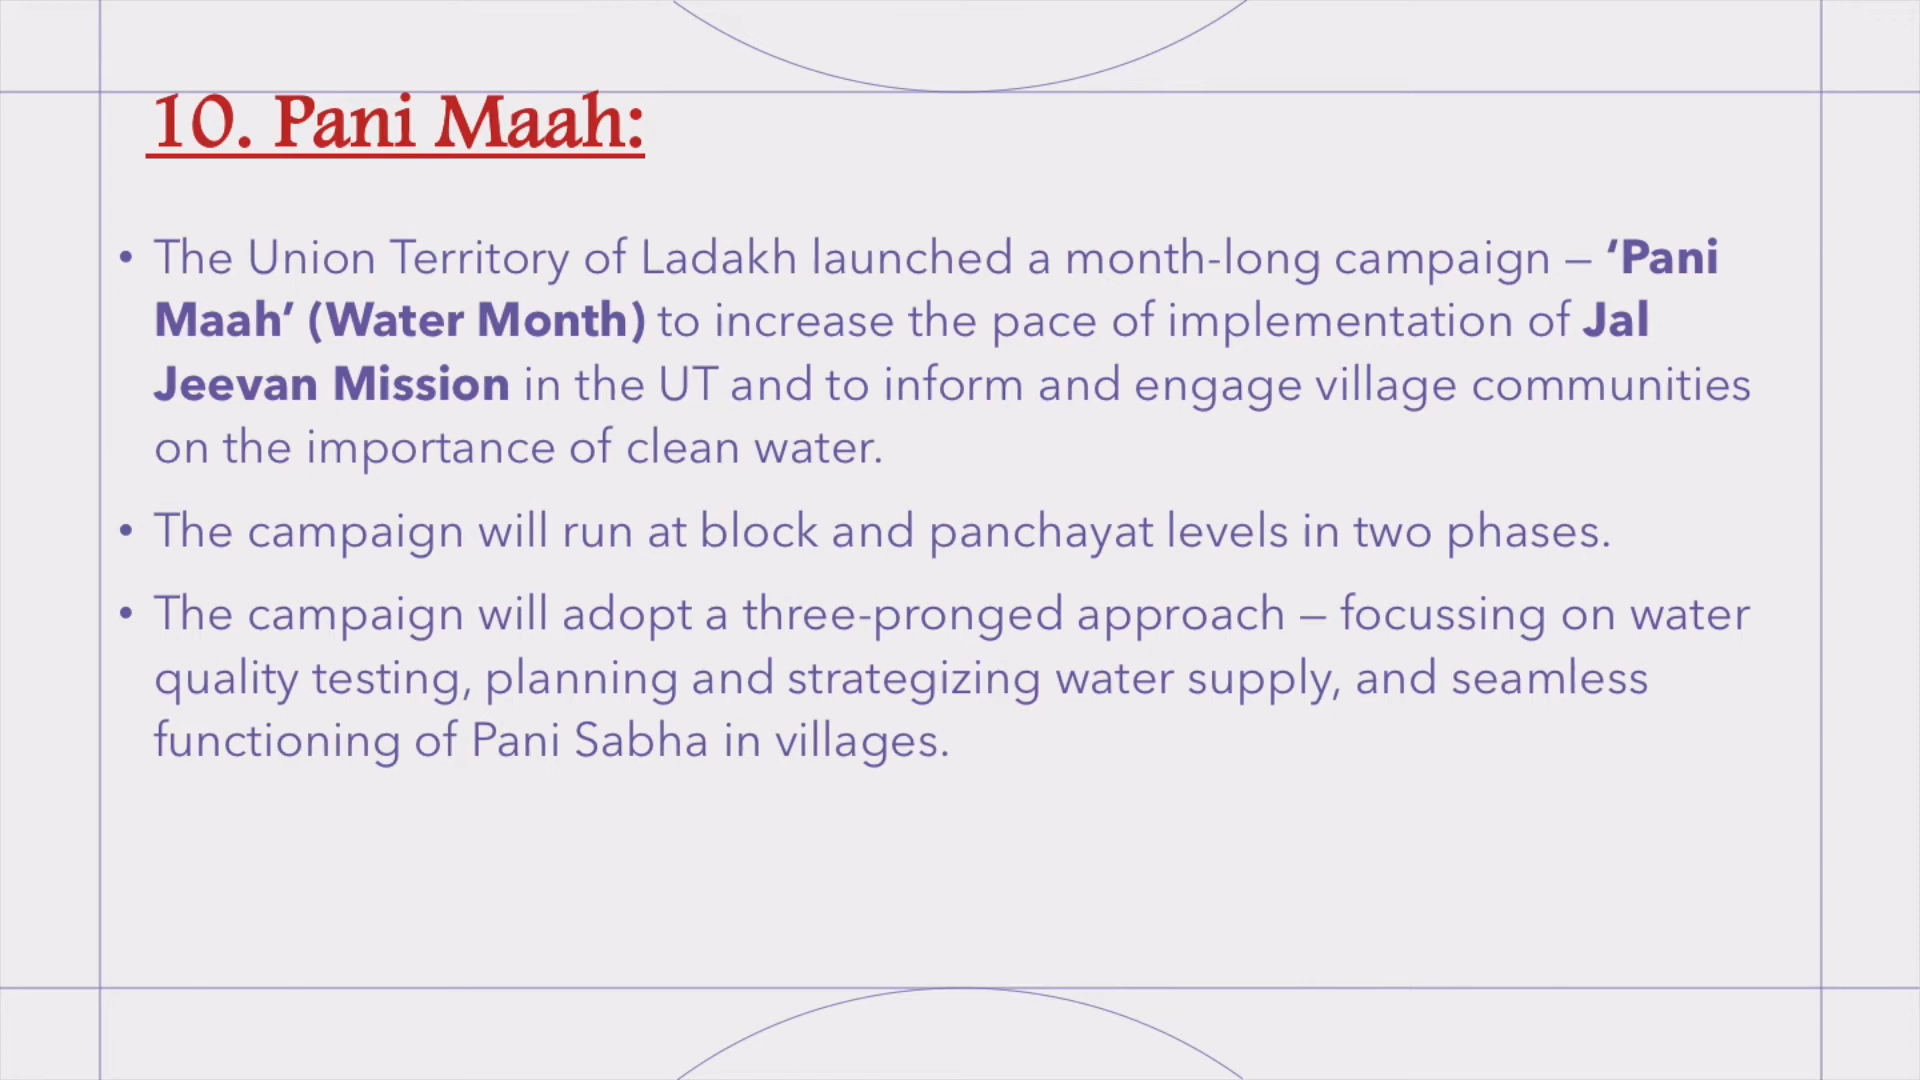 10. Pani Maah:
• The Union Territory of Ladakh launched a month-long campaign – ‘Pani
Maah’ (Water Month) to increase the pace of implementation of Jal
Jeevan Mission in the UT and to inform and engage village communities
on the importance of clean water.
• The campaign will run at block and panchayat levels in two phases.
• The campaign will adopt a three-pronged approach – focussing on water
quality testing, planning and strategizing water supply, and seamless
functioning of Pani Sabha in villages.